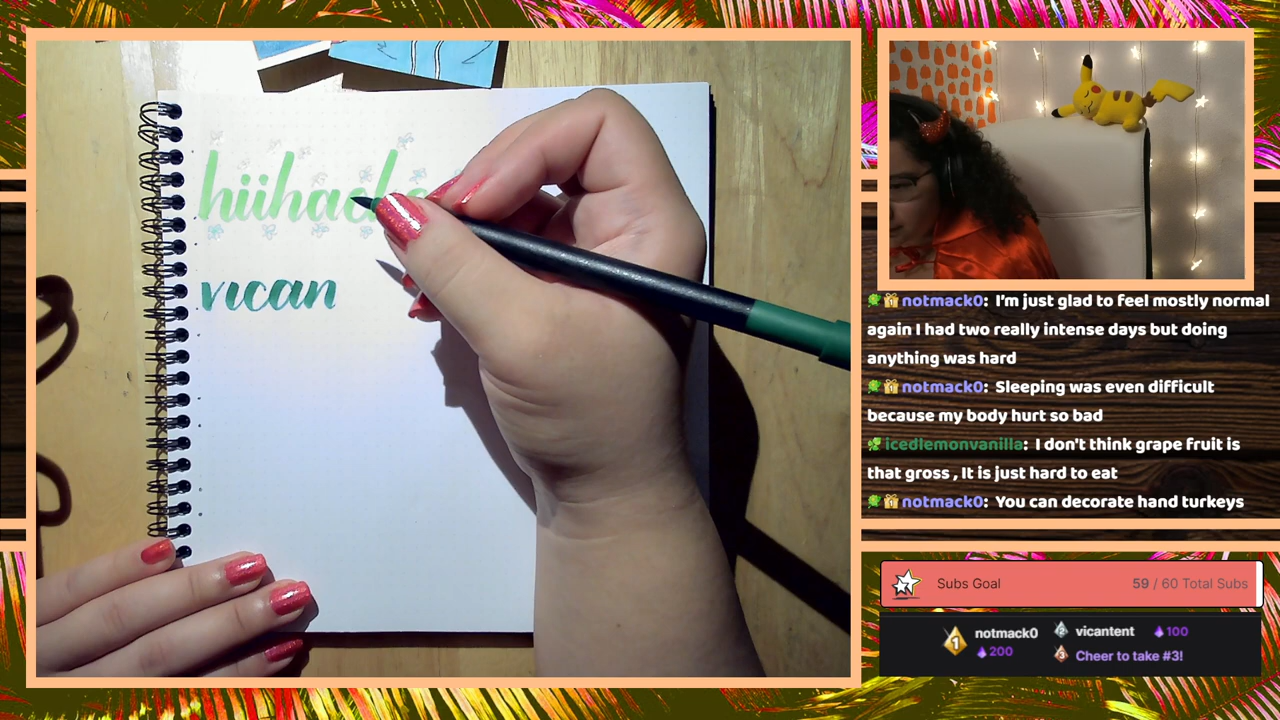 vican
notmack0: I'm just glad to feel mostly normal
again I had two really intense days but doing
anything was hard
notmack0: Sleeping was even difficult
because my body hurt so bad
icedlemonvanilla: I don't think grape fruit is
that gross , It is just hard to eat
notmack0: You can decorate hand turkeys
Subs Goal 59 / 60 Total Subs
1 notmack0 200
2 vicantent 100
3 Cheer to take #3!